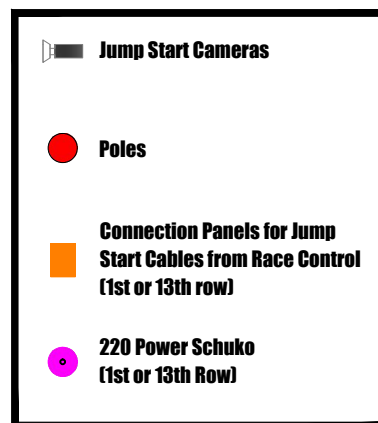 Jump Start Cameras
Poles
Connection Panels for Jump
Start Cables from Race Control
(1st or 13th row)
220 Power Schuko
(1st or 13th Row)